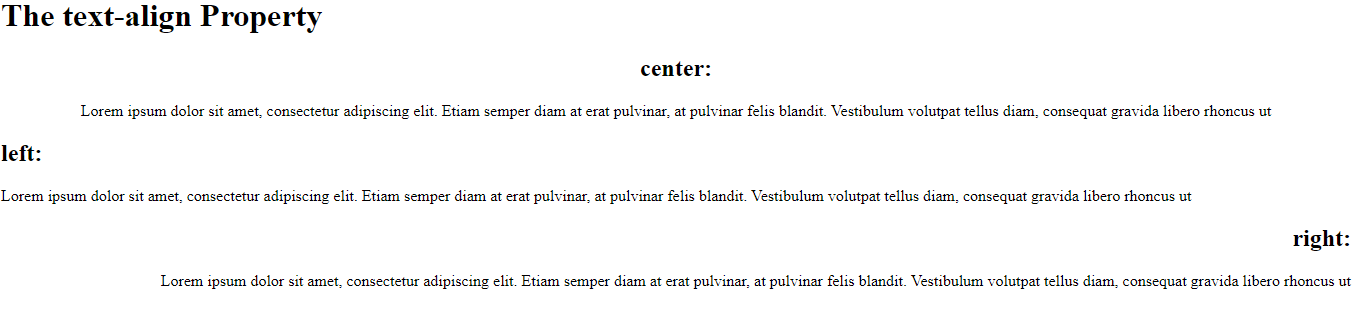 The text-align Property
center:
Lorem ipsum dolor sit amet, consectetur adipiscing elit. Etiam semper diam at erat pulvinar, at pulvinar felis blandit. Vestibulum volutpat tellus diam, consequat gravida libero rhoncus ut
left:
Lorem ipsum dolor sit amet, consectetur adipiscing elit. Etiam semper diam at erat pulvinar, at pulvinar felis blandit. Vestibulum volutpat tellus diam, consequat gravida libero rhoncus ut
right:
Lorem ipsum dolor sit amet, consectetur adipiscing elit. Etiam semper diam at erat pulvinar, at pulvinar felis blandit. Vestibulum volutpat tellus diam, consequat gravida libero rhoncus ut